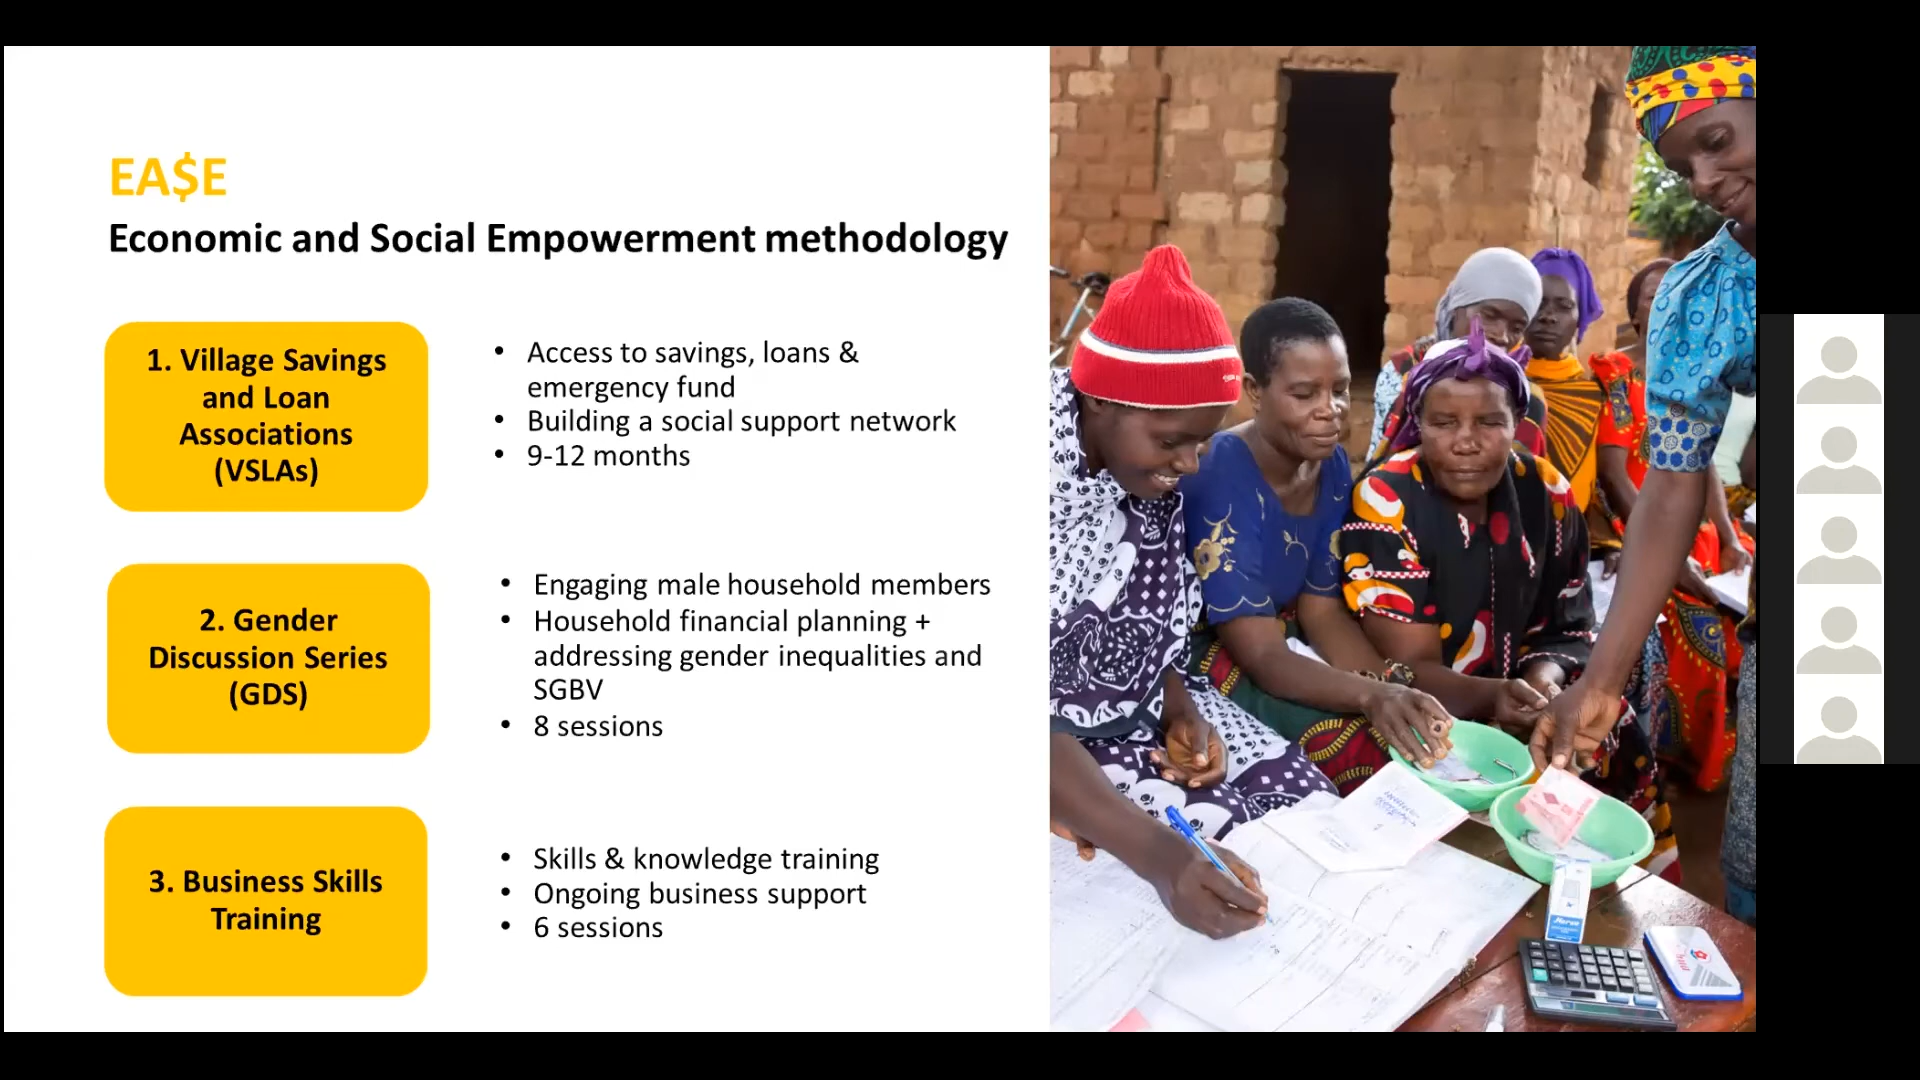 EA$E
Economic and Social Empowerment methodology
1. Village Savings
and Loan
Associations
(VSLAs)
• Access to savings, loans &
emergency fund
• Building a social support network
• 9-12 months
2. Gender
Discussion Series
(GDS)
• Engaging male household members
• Household financial planning +
addressing gender inequalities and
SGBV
• 8 sessions
3. Business Skills
Training
• Skills & knowledge training
• Ongoing business support
• 6 sessions